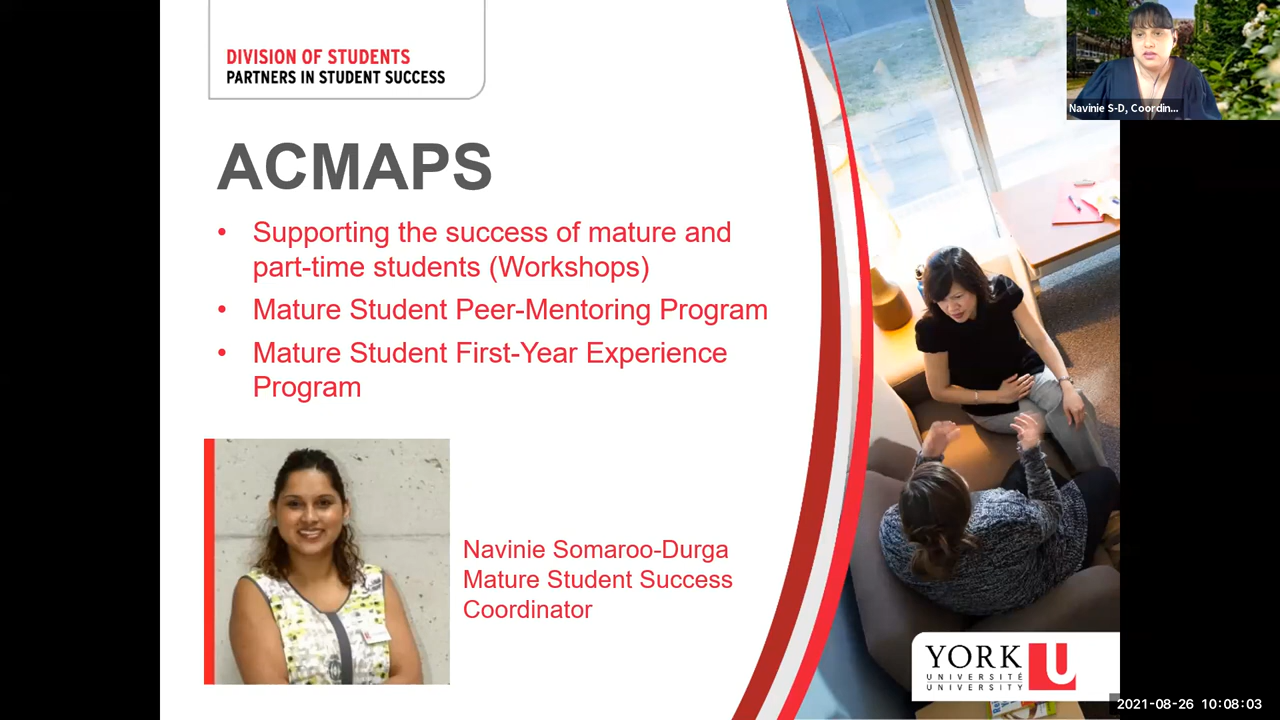 DIVISION OF STUDENTS
PARTNERS IN STUDENT SUCCESS
Navinie S-D, Coordin...
ACMAPS
• Supporting the success of mature and
part-time students (Workshops)
• Mature Student Peer-Mentoring Program
• Mature Student First-Year Experience
Program
Navinie Somaroo-Durga
Mature Student Success
Coordinator
YORK U
UNIVERSITÉ
UNIVERSITY
2021-08-26 10:08:03